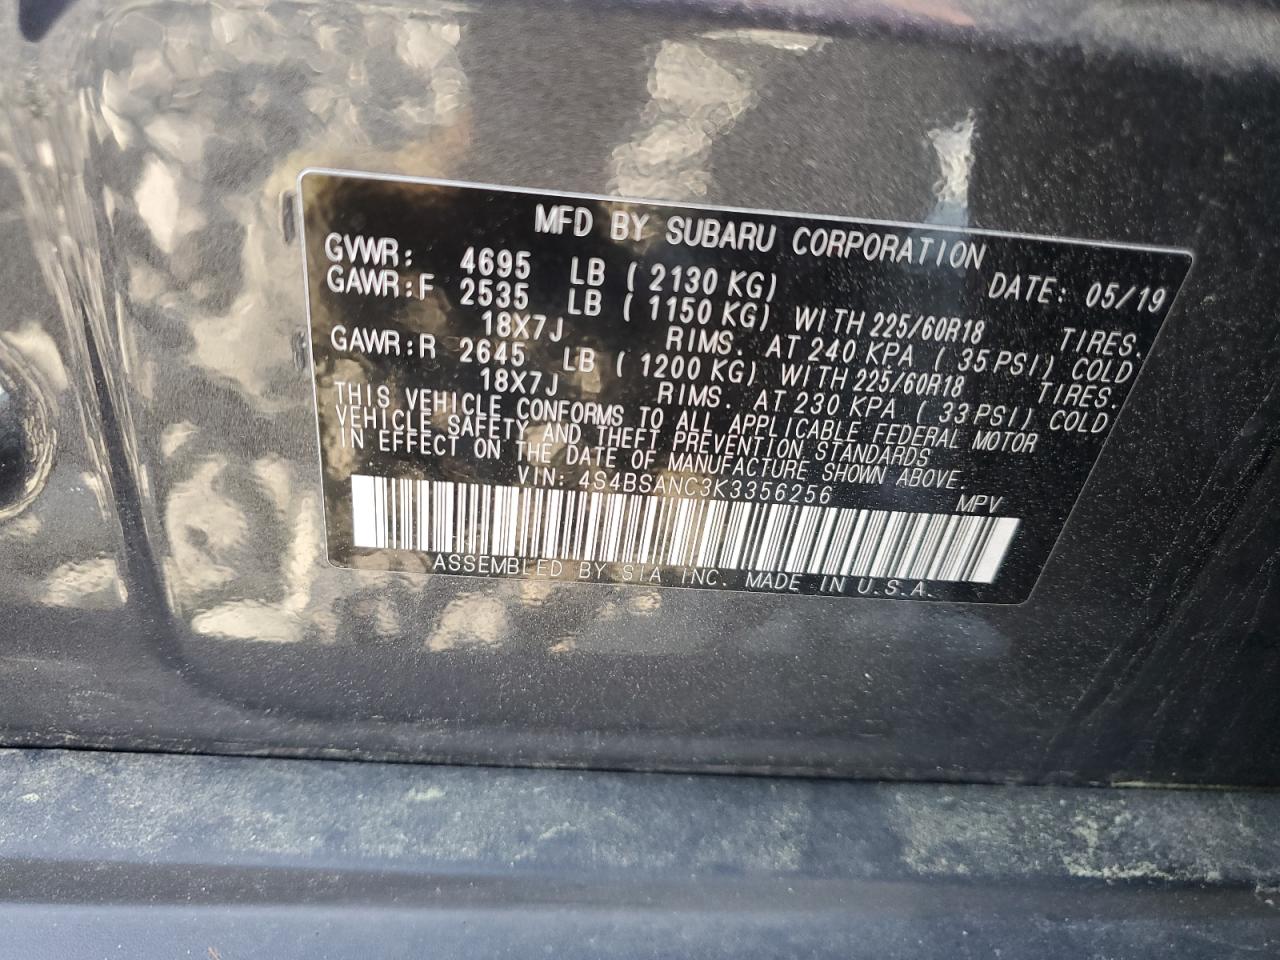 MFD BY SUBARU CORPORATION
GVWR: 4695 LB (2130 KG) DATE: 05/19
GAWR:F 2535 LB (1150 KG) WITH 225/60R18 TIRES.
18X7J RIMS. AT 240 KPA (35 PSI) COLD
GAWR:R 2645 LB (1200 KG) WITH 225/60R18 TIRES.
18X7J RIMS. AT 230 KPA (33 PSI) COLD
THIS VEHICLE CONFORMS TO ALL APPLICABLE FEDERAL MOTOR
VEHICLE SAFETY AND THEFT PREVENTION STANDARDS
IN EFFECT ON THE DATE OF MANUFACTURE SHOWN ABOVE.
VIN: 4S4BSANC3K3356256 MPV
ASSEMBLED BY SIA INC. MADE IN U.S.A.